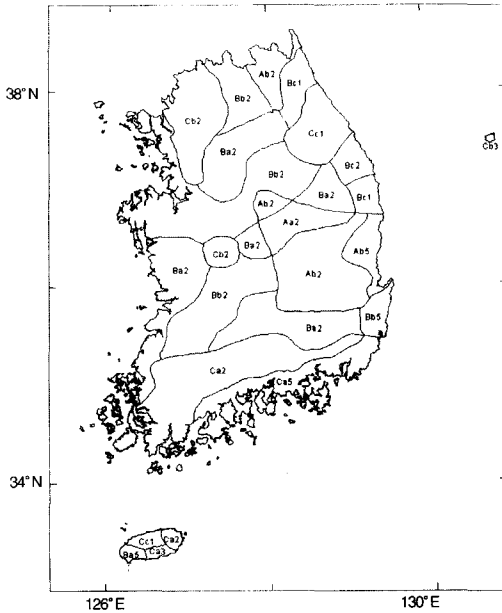 38°N
Ab2
Bc1
Bb2
Cb2
Cc1
Cb3
Ba2
Bb2
Bc2
Ba2
Bc1
Ab2
Aa2
Ba2
Cb2
Ab5
Ba2
Ab2
Bb2
Bb5
Ba2
Ca2
Ca5
34°N
Cc1
Ca2
Ba5
Ca3
126°E
130°E